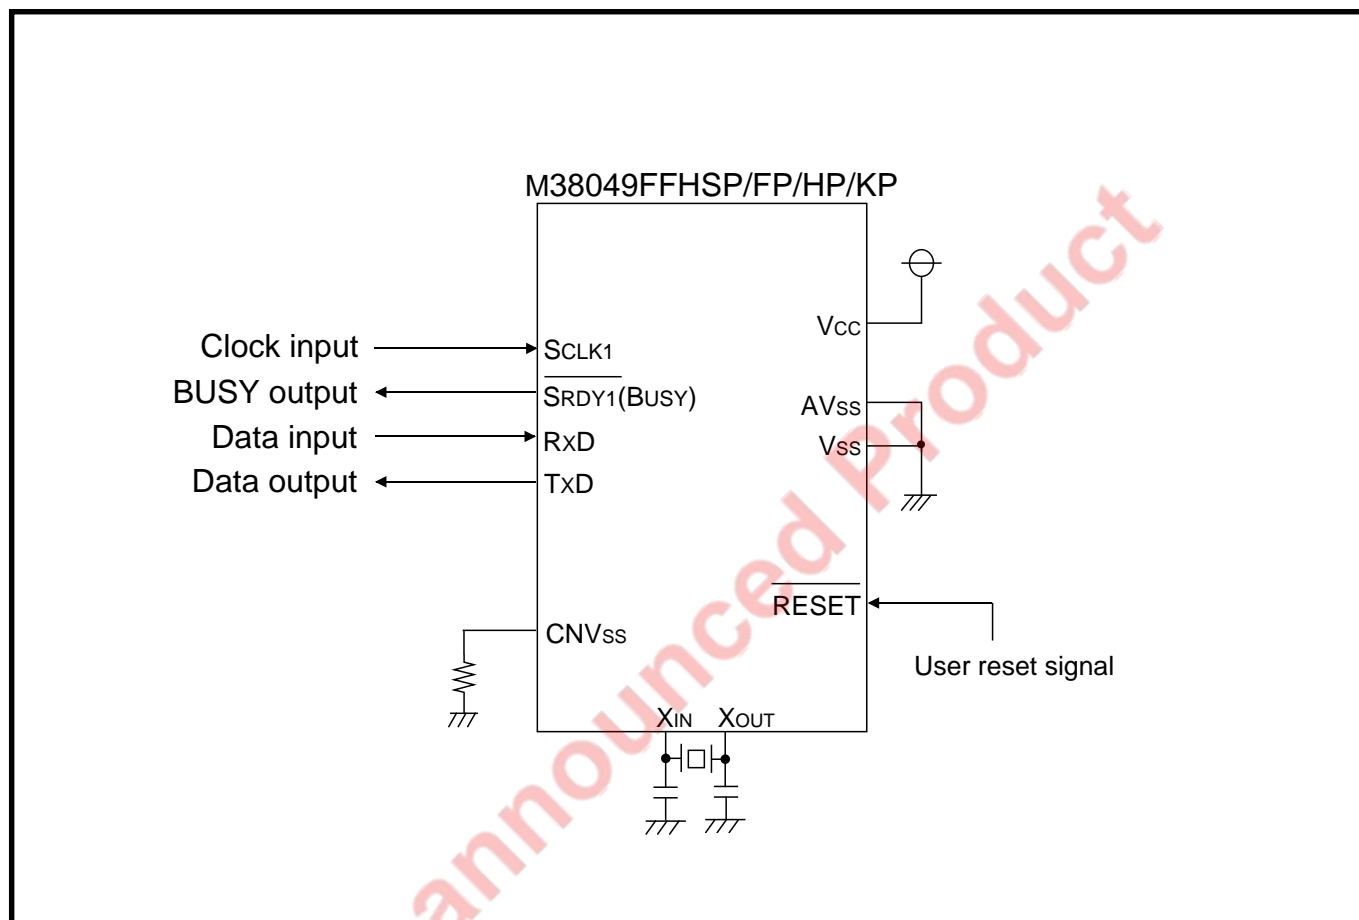 M38049FFHSP/FP/HP/KP
VCC
Clock input
SCLK1
BUSY output
SRDY1(BUSY)
AVSS
Data input
RXD
VSS
Data output
TXD
RESET
CNVSS
User reset signal
XIN
XOUT
announced Product